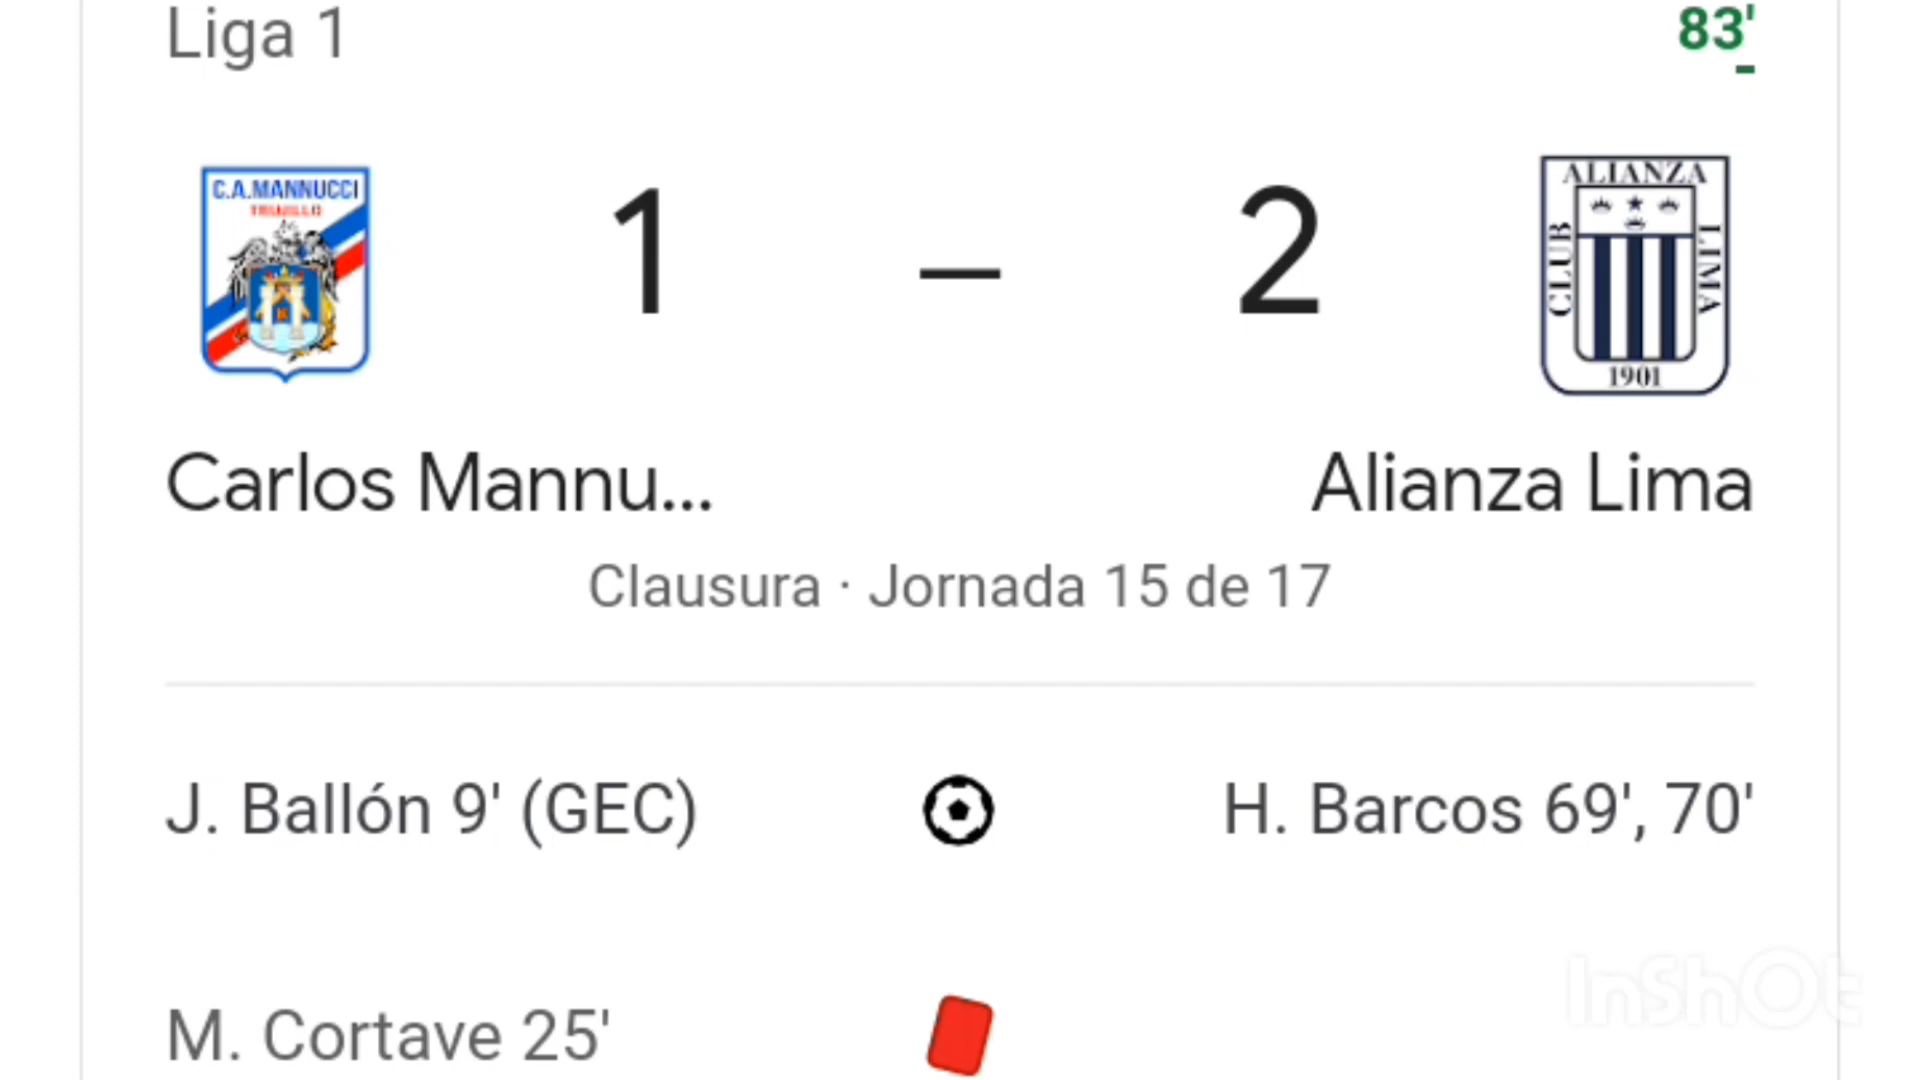 Liga 1
83'
C.A.MANNUCCI
TRUJILLO
1 – 2
ALIANZA
CLUB
LIMA
1901
Carlos Mannu...
Alianza Lima
Clausura · Jornada 15 de 17
J. Ballón 9' (GEC)
H. Barcos 69', 70'
M. Cortave 25'
InShOt